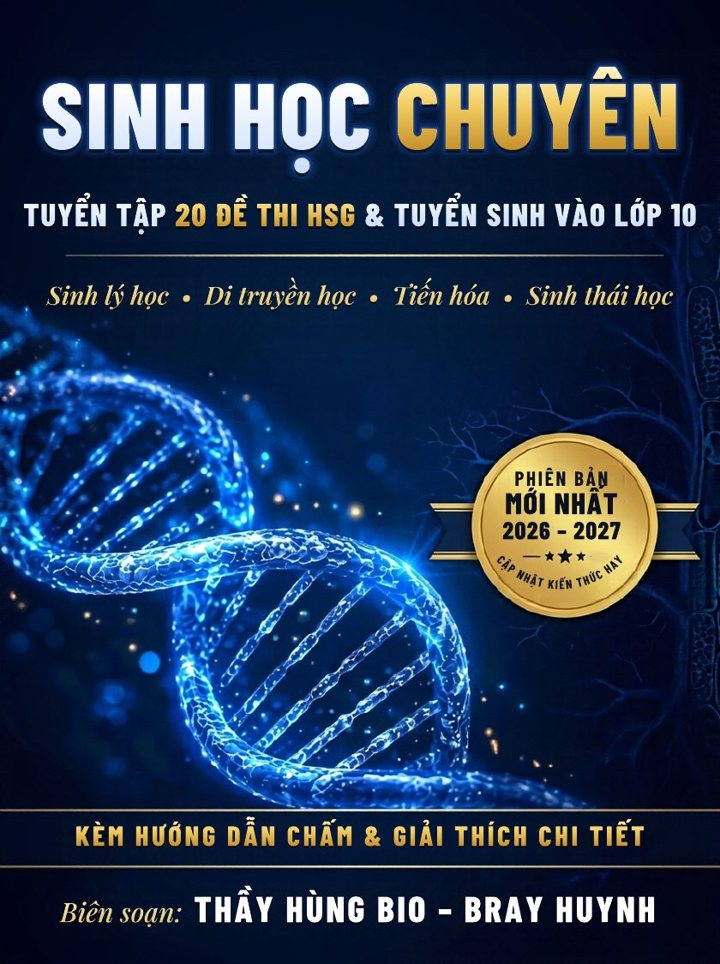 SINH HỌC CHUYÊN
TUYỂN TẬP 20 ĐỀ THI HSG & TUYỂN SINH VÀO LỚP 10
Sinh lý học • Di truyền học • Tiến hóa • Sinh thái học
PHIÊN BẢN
MỚI NHẤT
2026 – 2027
CẬP NHẬT KIẾN THỨC HAY
KÈM HƯỚNG DẪN CHẤM & GIẢI THÍCH CHI TIẾT
Biên soạn: THẦY HÙNG BIO – BRAY HUYNH